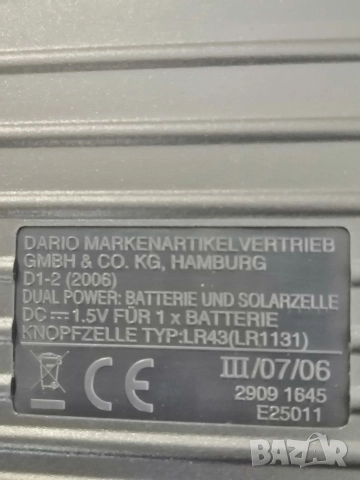 DARIO MARKENARTIKELVERTRIEB
GMBH & CO. KG, HAMBURG
D1-2 (2006)
DUAL POWER: BATTERIE UND SOLARZELLE
DC ⎓ 1.5V FÜR 1 x BATTERIE
KNOPFZELLE TYP:LR43(LR1131)
CE
III/07/06
2909 1645
E25011
BAZAR